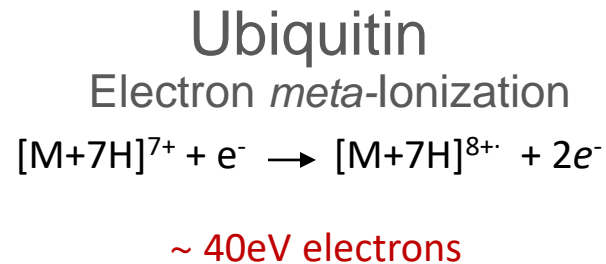 Ubiquitin
Electron meta-Ionization
[M+7H]⁷⁺ + e⁻ → [M+7H]⁸⁺· + 2e⁻
~ 40eV electrons